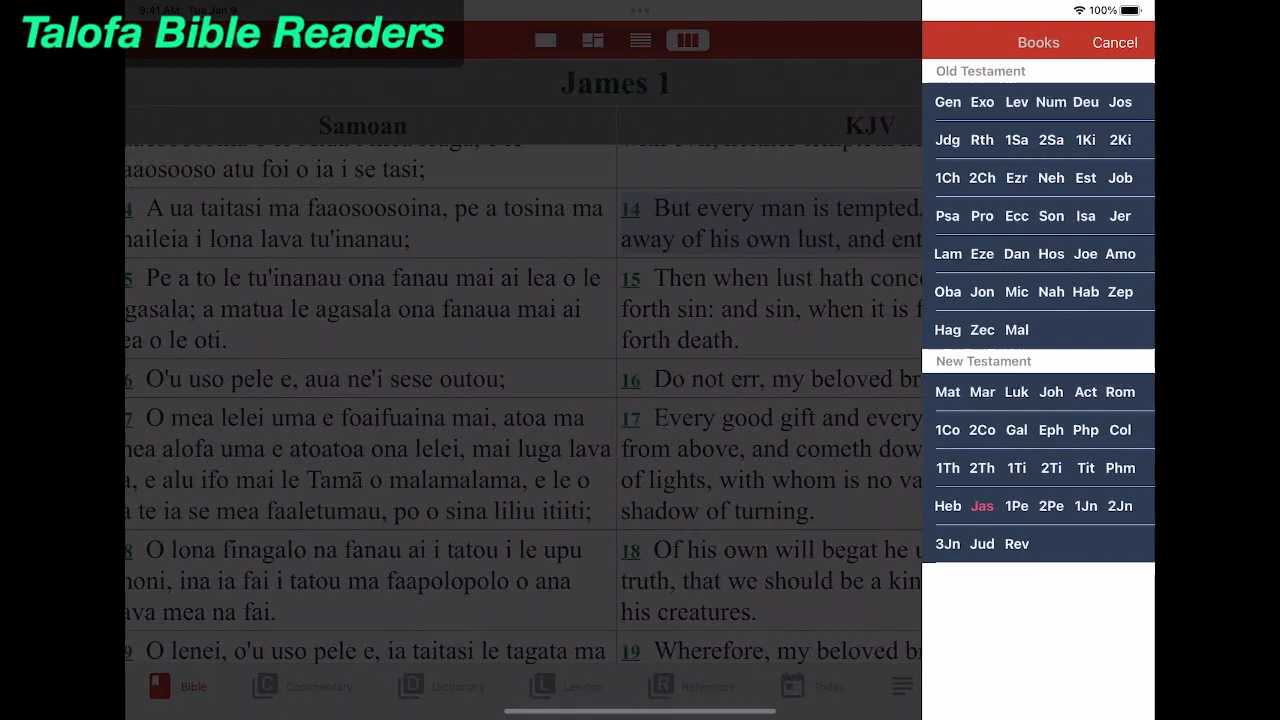 9:41 AM Tue Jan 9
Talofa Bible Readers
100%
Books Cancel
James 1
Samoan KJV
aaosooso atu foi o ia i se tasi;
4 A ua taitasi ma faaosoosoina, pe a tosina ma
maileia i lona lava tu'inanau;
5 Pe a to le tu'inanau ona fanau mai ai lea o le
agasala; a matua le agasala ona fanaua mai ai
ea o le oti.
6 O'u uso pele e, aua ne'i sese outou;
7 O mea lelei uma e foaifuaina mai, atoa ma
mea alofa uma e atoatoa ona lelei, mai luga lava
a, e alu ifo mai le Tamā o malamalama, e le o
a te ia se mea faaletumau, po o sina liliu itiiti;
8 O lona finagalo na fanau ai i tatou i le upu
moni, ina ia fai i tatou ma faapolopolo o ana
ava mea na fai.
9 O lenei, o'u uso pele e, ia taitasi le tagata ma
14 But every man is tempted,
away of his own lust, and ent
15 Then when lust hath conc
forth sin: and sin, when it is f
forth death.
16 Do not err, my beloved br
17 Every good gift and every
from above, and cometh dow
of lights, with whom is no va
shadow of turning.
18 Of his own will begat he u
truth, that we should be a kin
his creatures.
19 Wherefore, my beloved b
Old Testament
Gen Exo Lev Num Deu Jos
Jdg Rth 1Sa 2Sa 1Ki 2Ki
1Ch 2Ch Ezr Neh Est Job
Psa Pro Ecc Son Isa Jer
Lam Eze Dan Hos Joe Amo
Oba Jon Mic Nah Hab Zep
Hag Zec Mal
New Testament
Mat Mar Luk Joh Act Rom
1Co 2Co Gal Eph Php Col
1Th 2Th 1Ti 2Ti Tit Phm
Heb Jas 1Pe 2Pe 1Jn 2Jn
3Jn Jud Rev
Bible C Commentary D Dictionary L Lexicon R Reference Today